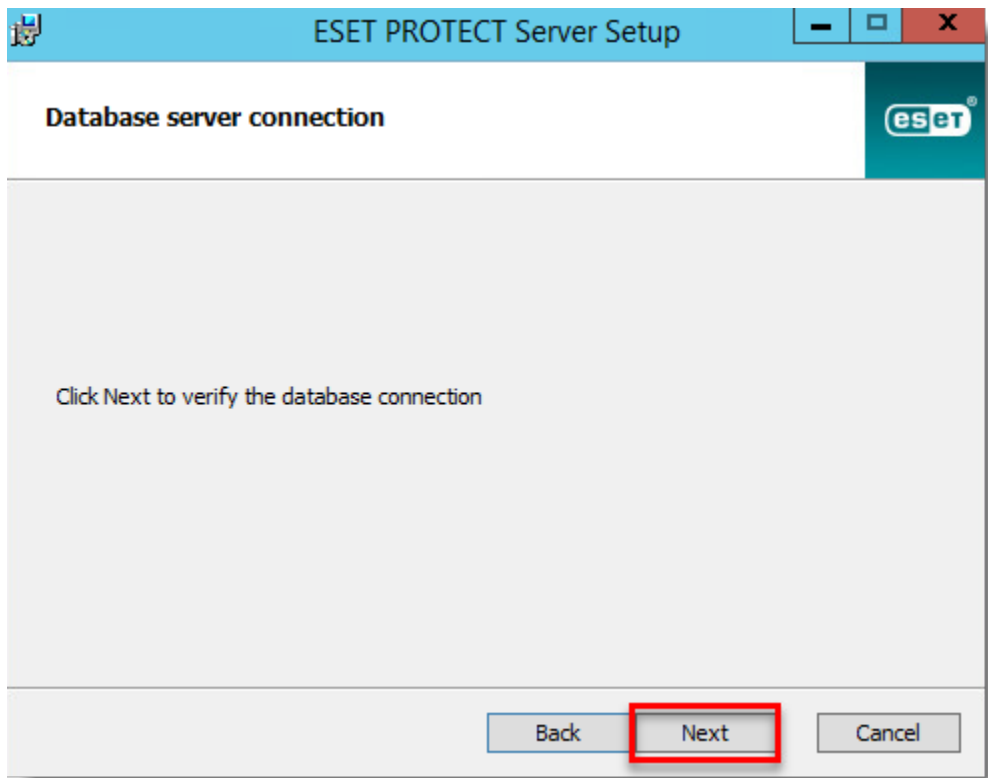 ESET PROTECT Server Setup
Database server connection
eseT®
Click Next to verify the database connection
Back Next Cancel